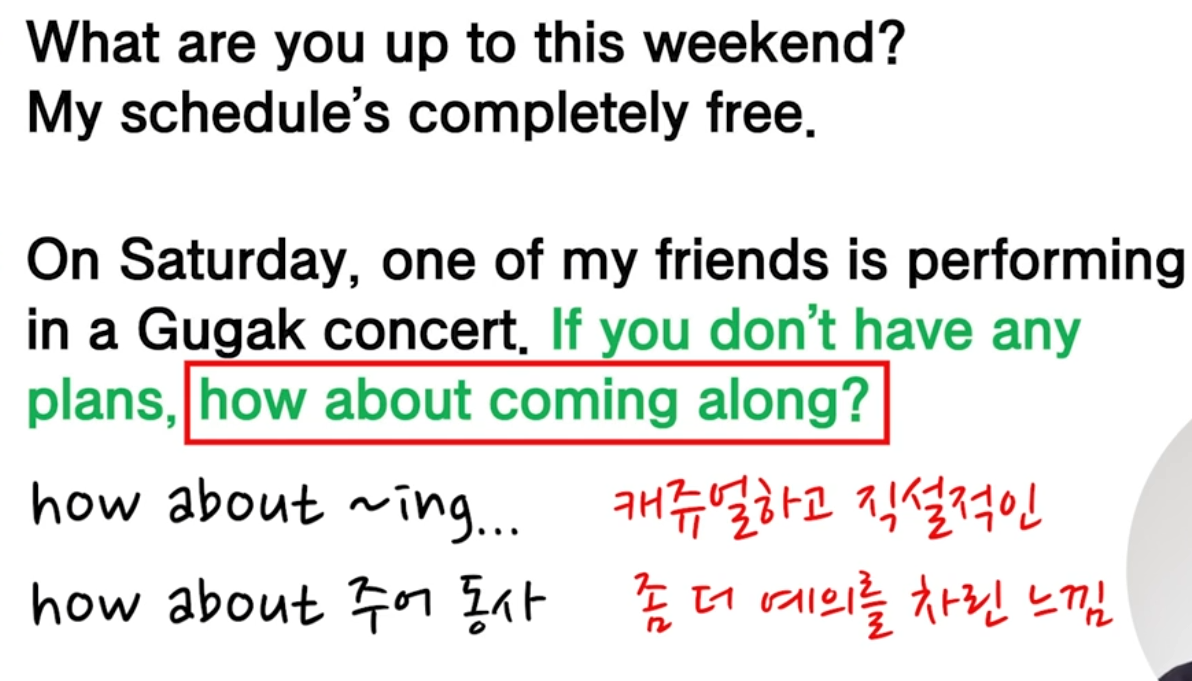 What are you up to this weekend?
My schedule's completely free.
On Saturday, one of my friends is performing
in a Gugak concert. If you don't have any
plans, how about coming along?
how about ~ing... 캐쥬얼하고 직설적인
how about 주어 동사 좀 더 예의를 차린 느낌